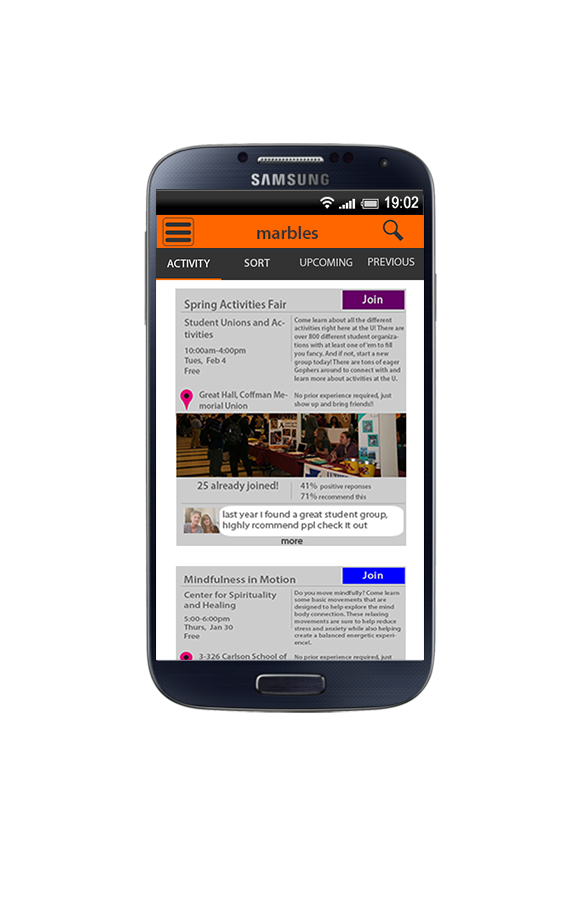 SAMSUNG
19:02
marbles
ACTIVITY SORT UPCOMING PREVIOUS
Spring Activities Fair
Join
Student Unions and Ac-
tivities
10:00am-4:00pm
Tues, Feb 4
Free
Great Hall, Coffman Me-
morial Union
Come learn about all the different
activities right here at the U! There are
over 800 different student organiza-
tions with at least one of 'em to fill
you fancy. And if not, start a new
group today! There are tons of eager
Gophers around to connect with and
learn more about activities at the U.
No prior experience required, just
show up and bring friends!!
25 already joined!
41% positive reponses
71% recommend this
last year i found a great student group,
highly rcommend ppl check it out
more
Mindfulness in Motion
Join
Center for Spirituality
and Healing
5:00-6:00pm
Thurs, Jan 30
Free
3-326 Carlson School of
Do you move mindfully? Come learn
some basic movements that are
designed to help explore the mind
body connection. These relaxing
movements are sure to help reduce
stress and anxiety while also helping
create a balanced energetic experi-
ence!.
No prior experience required, just